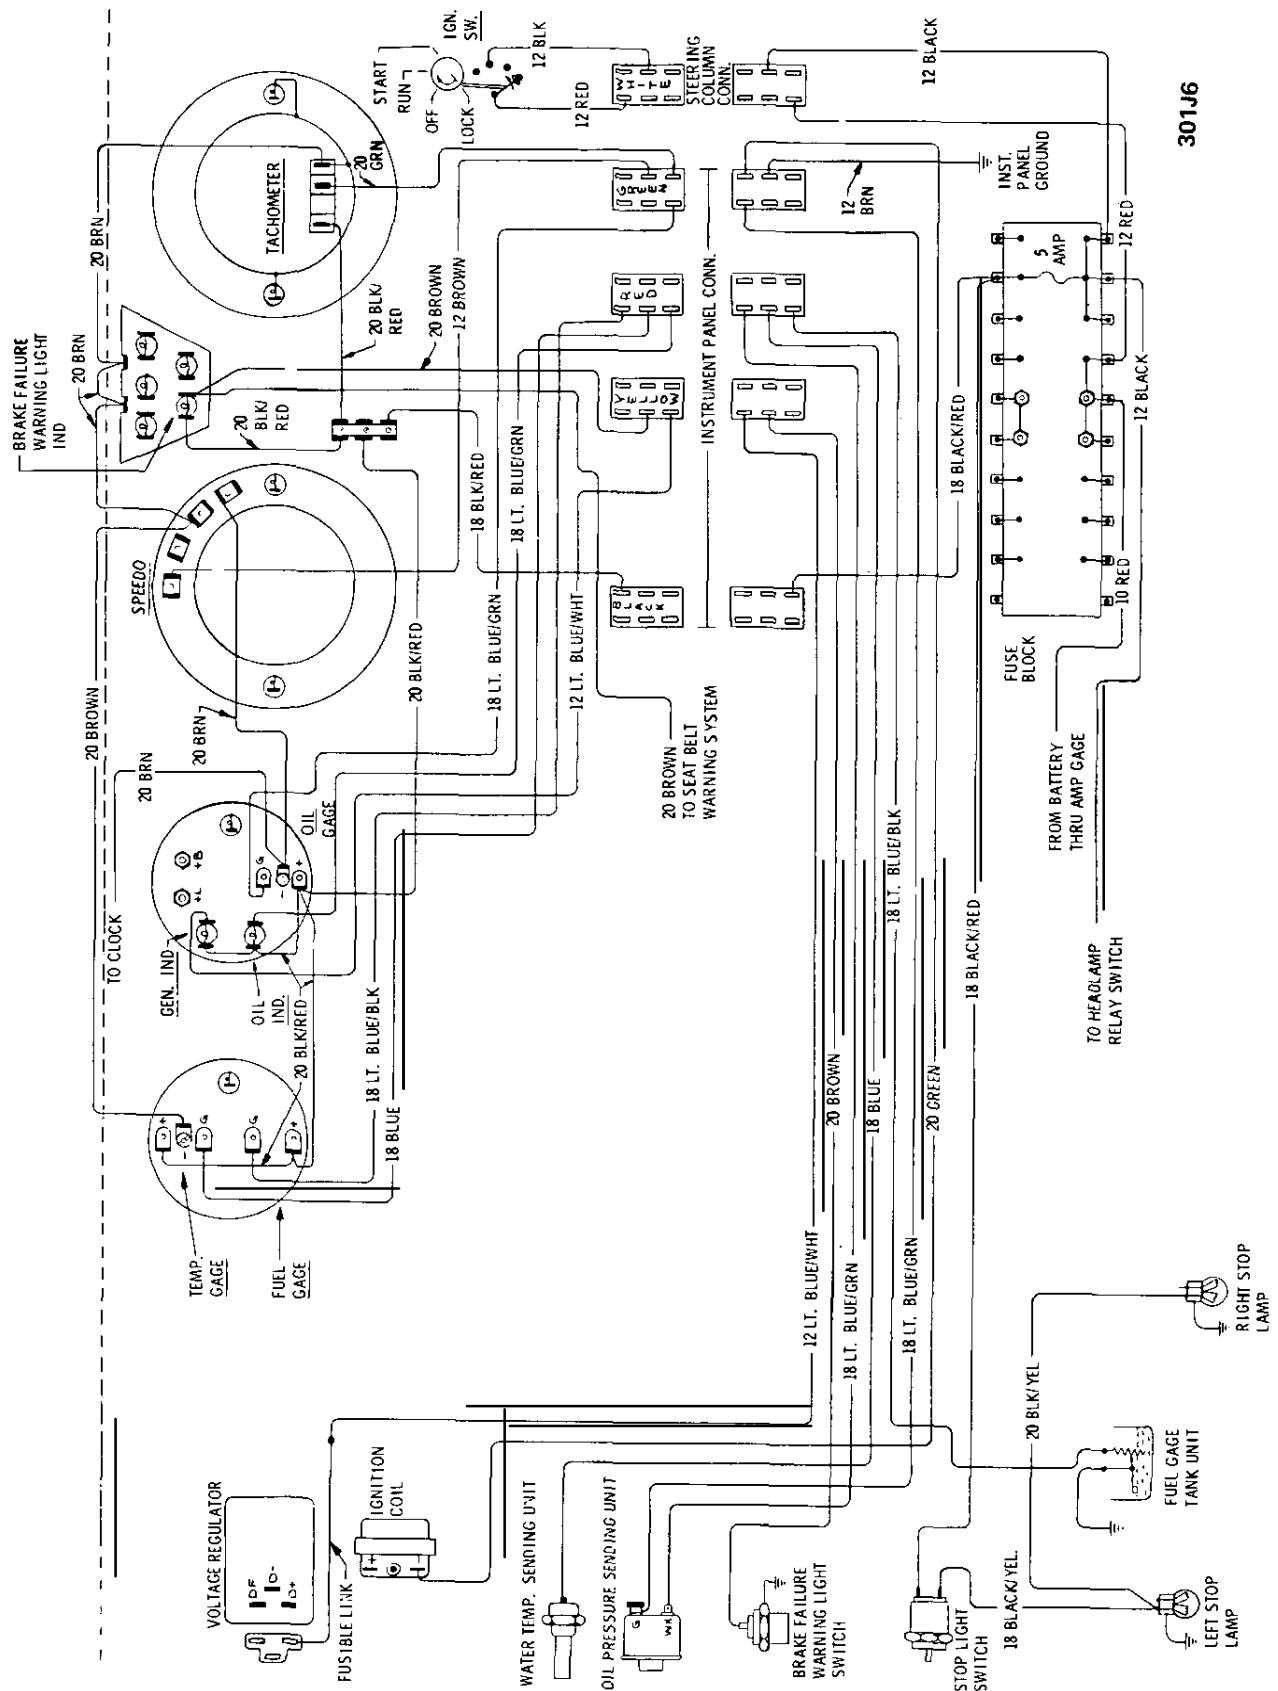 301J6
START
RUN
OFF
LOCK
IGN.
SW.
12 BLK
12 RED
STEERING
COLUMN
CONN.
WHITE
12 BLACK
20 BRN
TACHOMETER
20
GRN
GREEN
12
BRN
INST.
PANEL
GROUND
BRAKE FAILURE
WARNING LIGHT
IND
20 BRN
20 BLK/
RED
20 BROWN
12 BROWN
RED
YELLOW
INSTRUMENT PANEL CONN.
5
AMP
12 RED
20
BLK/
RED
18 BLK/RED
18 LT. BLUE/GRN
18 BLACK/RED
12 BLACK
SPEEDO
20 BLK/RED
18 LT. BLUE/GRN
12 LT. BLUE/WHT
BLACK
10 RED
FUSE
BLOCK
20 BROWN
20 BRN
20 BRN
20 BROWN
TO SEAT BELT
WARNING SYSTEM
FROM BATTERY
THRU AMP GAGE
TO CLOCK
+B
+L
G
-
+
OIL
GAGE
GEN. IND
OIL
IND.
20 BLK/RED
18 LT. BLUE/BLK
18 BLUE
18 LT. BLUE/BLK
18 BLACK/RED
TO HEADLAMP
RELAY SWITCH
+
-
G
G
+
TEMP.
GAGE
FUEL
GAGE
20 BROWN
18 BLUE
20 GREEN
12 LT. BLUE/WHT
18 LT. BLUE/GRN
18 LT. BLUE/GRN
RIGHT STOP
LAMP
20 BLK/YEL
VOLTAGE REGULATOR
DF
D-
D+
FUSIBLE LINK
IGNITION
COIL
+
-
WATER TEMP. SENDING UNIT
OIL PRESSURE SENDING UNIT
G
WK
BRAKE FAILURE
WARNING LIGHT
SWITCH
STOP LIGHT
SWITCH
18 BLACK/YEL.
FUEL GAGE
TANK UNIT
LEFT STOP
LAMP